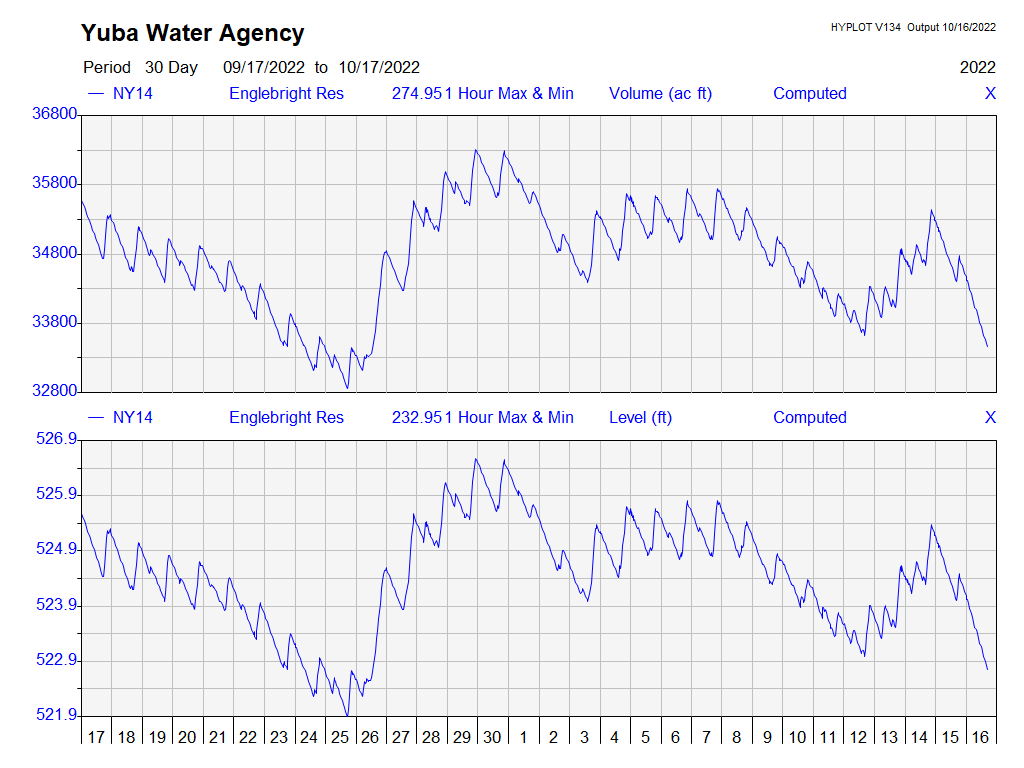 Yuba Water Agency
HYPLOT V134 Output 10/16/2022
Period 30 Day 09/17/2022 to 10/17/2022 2022
NY14 Englebright Res 274.951 Hour Max & Min Volume (ac ft) Computed X
36800
35800
34800
33800
32800
NY14 Englebright Res 232.951 Hour Max & Min Level (ft) Computed X
526.9
525.9
524.9
523.9
522.9
521.9
17 18 19 20 21 22 23 24 25 26 27 28 29 30 1 2 3 4 5 6 7 8 9 10 11 12 13 14 15 16